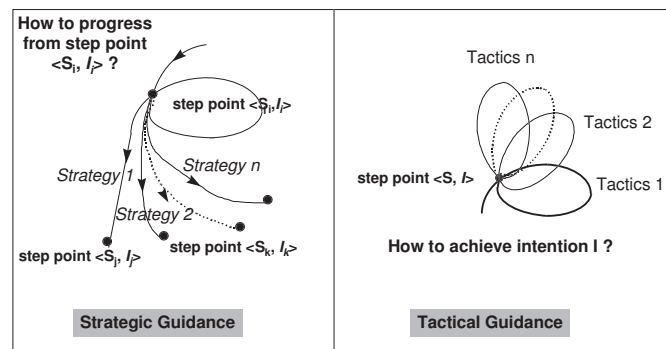 How to progress
from step point
<Si, Ii> ?
step point <Si, Ii>
Strategy 1
Strategy 2
Strategy n
step point <Sj, Ij>
step point <Sk, Ik>
Strategic Guidance
Tactics n
Tactics 2
Tactics 1
step point <S, I>
How to achieve intention I ?
Tactical Guidance